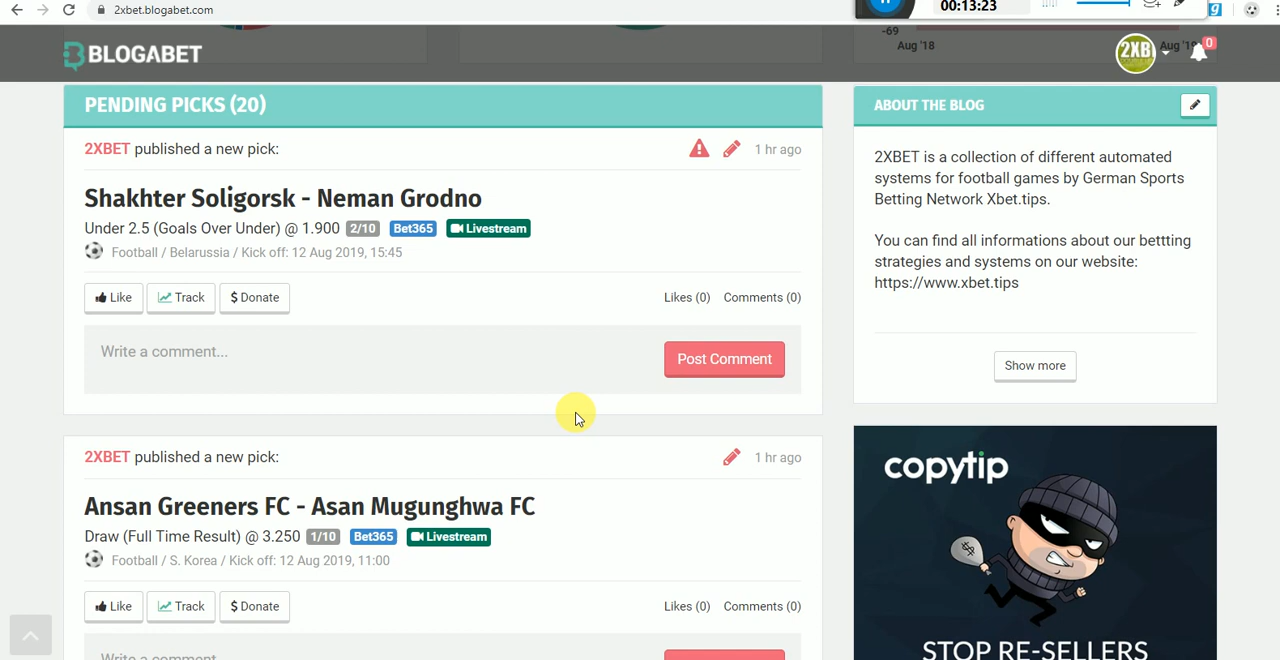 2xbet.blogabet.com
00:13:23
g
-69
Aug '18
Aug '19
BLOGABET
2XB
0
PENDING PICKS (20)
2XBET published a new pick:
1 hr ago
Shakhter Soligorsk - Neman Grodno
Under 2.5 (Goals Over Under) @ 1.900 2/10 Bet365 Livestream
Football / Belarussia / Kick off: 12 Aug 2019, 15:45
Like Track $ Donate Likes (0) Comments (0)
Write a comment...
Post Comment
2XBET published a new pick:
1 hr ago
Ansan Greeners FC - Asan Mugunghwa FC
Draw (Full Time Result) @ 3.250 1/10 Bet365 Livestream
Football / S. Korea / Kick off: 12 Aug 2019, 11:00
Like Track $ Donate Likes (0) Comments (0)
Write a comment
ABOUT THE BLOG
2XBET is a collection of different automated
systems for football games by German Sports
Betting Network Xbet.tips.
You can find all informations about our bettting
strategies and systems on our website:
https://www.xbet.tips
Show more
copytip
STOP RE-SELLERS